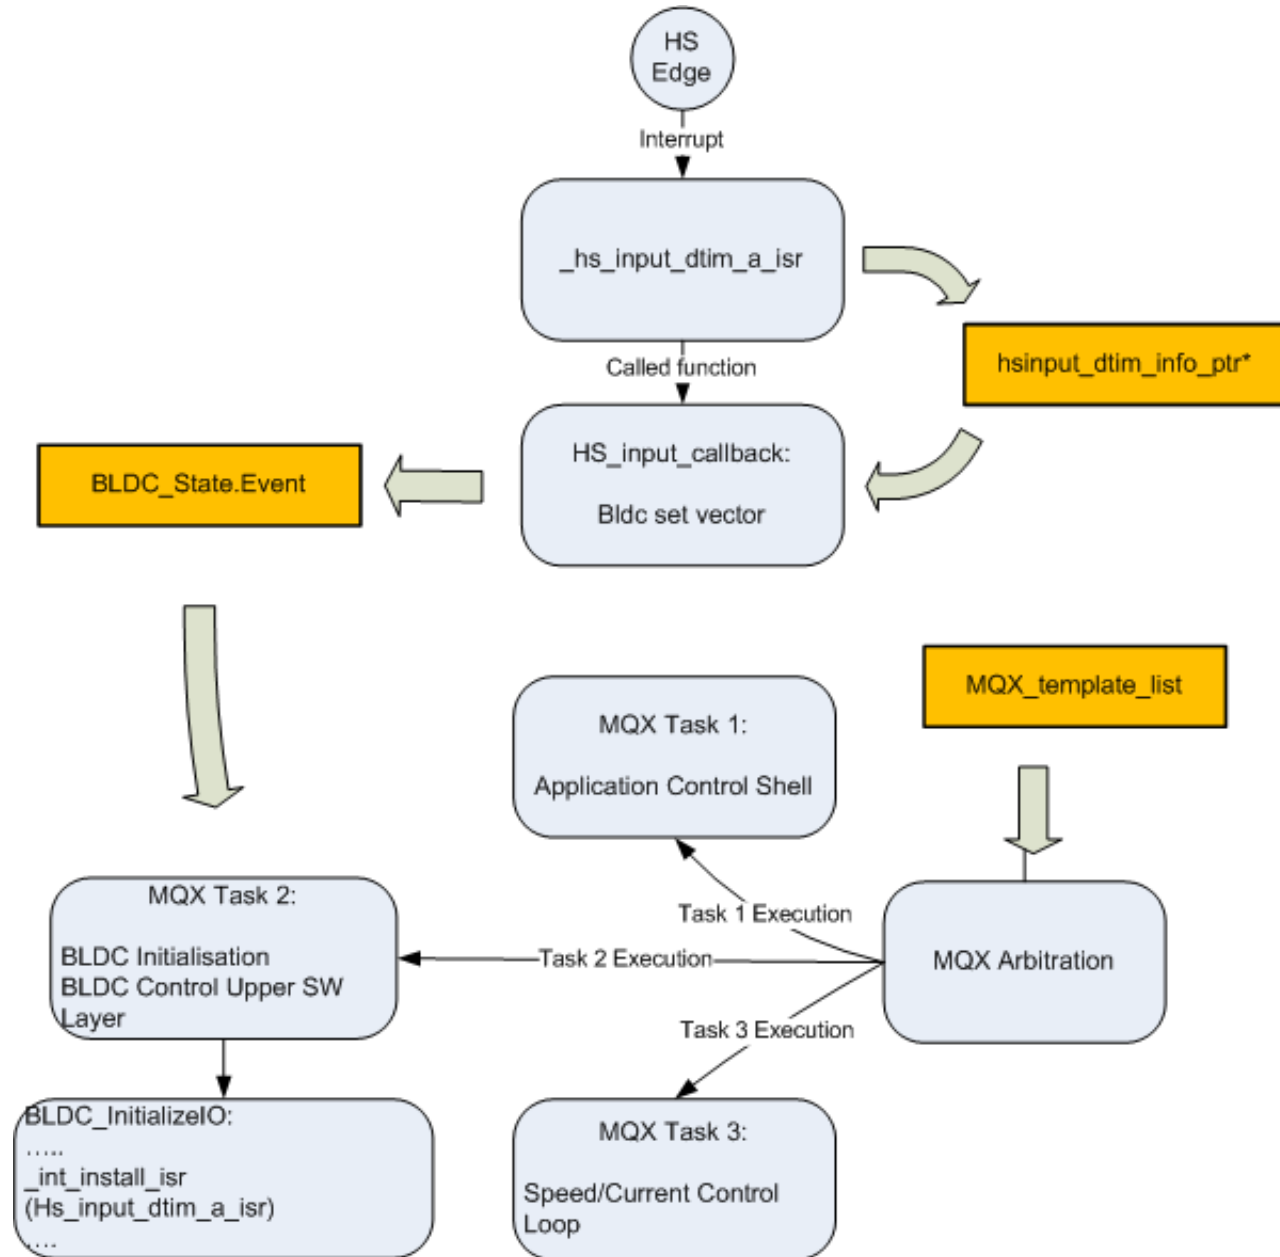 HS
Edge
Interrupt
_hs_input_dtim_a_isr
hsinput_dtim_info_ptr*
Called function
HS_input_callback:
Bldc set vector
BLDC_State.Event
MQX_template_list
MQX Task 1:
Application Control Shell
Task 1 Execution
MQX Task 2:
BLDC Initialisation
BLDC Control Upper SW
Layer
Task 2 Execution
MQX Arbitration
Task 3 Execution
BLDC_InitializeIO:
.....
_int_install_isr
(Hs_input_dtim_a_isr)
....
MQX Task 3:
Speed/Current Control
Loop